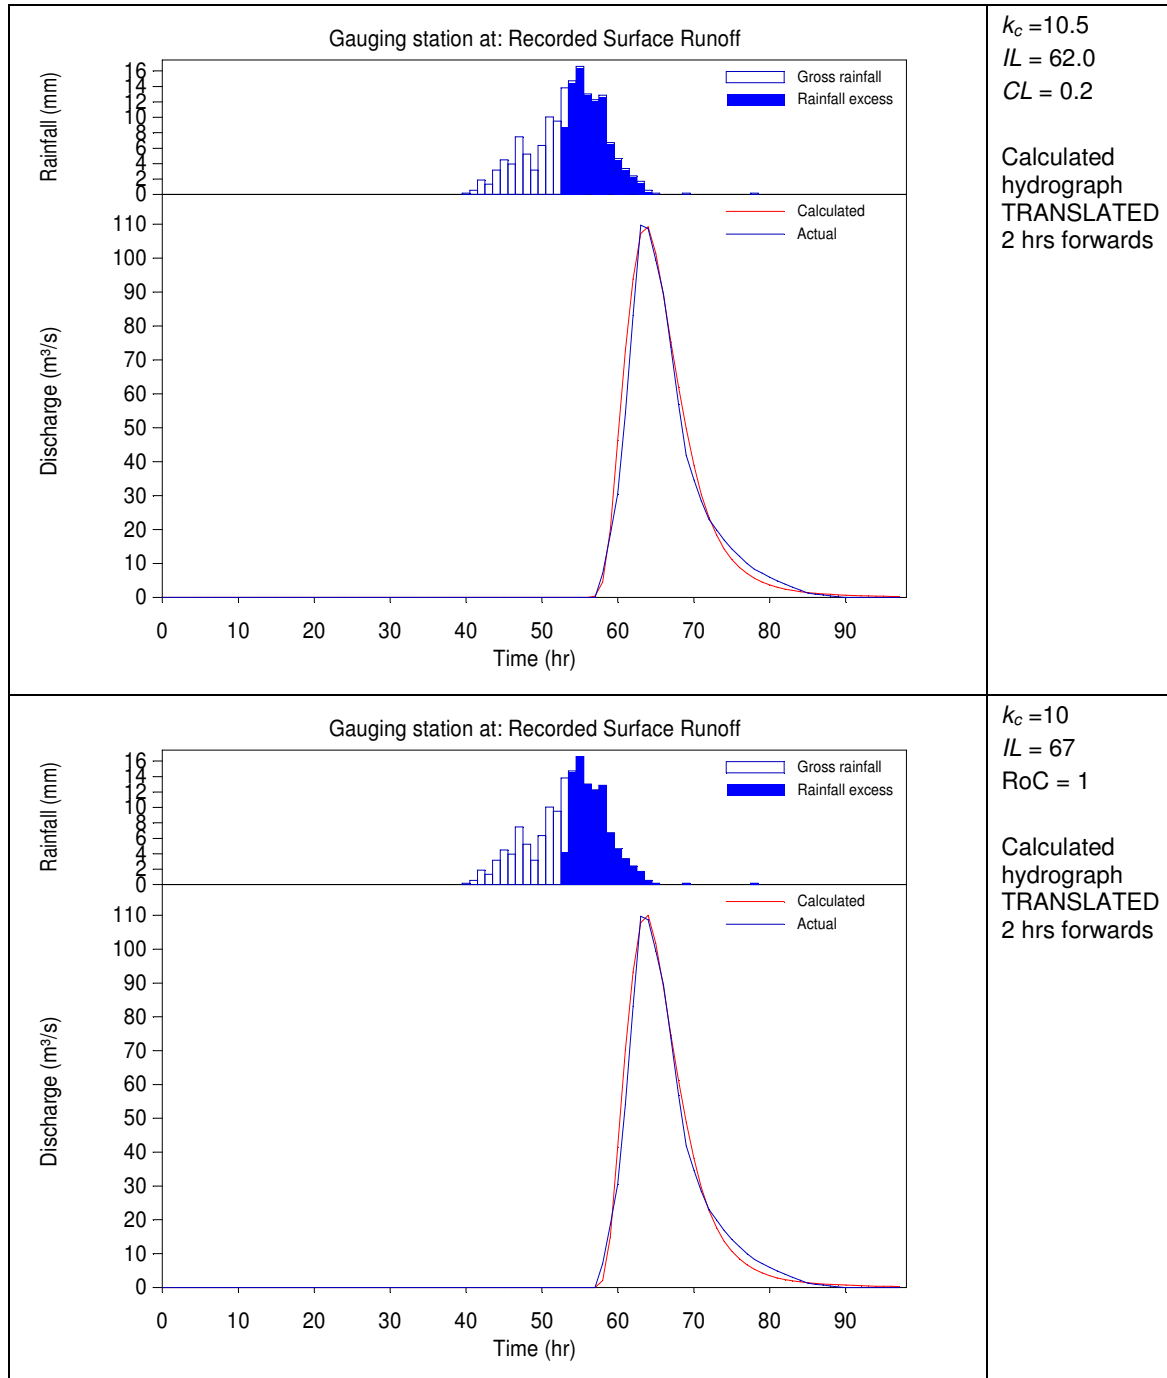 Gauging station at: Recorded Surface Runoff
Rainfall (mm)
16
14
12
10
8
6
4
2
0
Gross rainfall
Rainfall excess
Discharge (m³/s)
110
100
90
80
70
60
50
40
30
20
10
0
Calculated
Actual
0 10 20 30 40 50 60 70 80 90
Time (hr)
kc =10.5
IL = 62.0
CL = 0.2
Calculated
hydrograph
TRANSLATED
2 hrs forwards
Gauging station at: Recorded Surface Runoff
Rainfall (mm)
16
14
12
10
8
6
4
2
0
Gross rainfall
Rainfall excess
Discharge (m³/s)
110
100
90
80
70
60
50
40
30
20
10
0
Calculated
Actual
0 10 20 30 40 50 60 70 80 90
Time (hr)
kc =10
IL = 67
RoC = 1
Calculated
hydrograph
TRANSLATED
2 hrs forwards